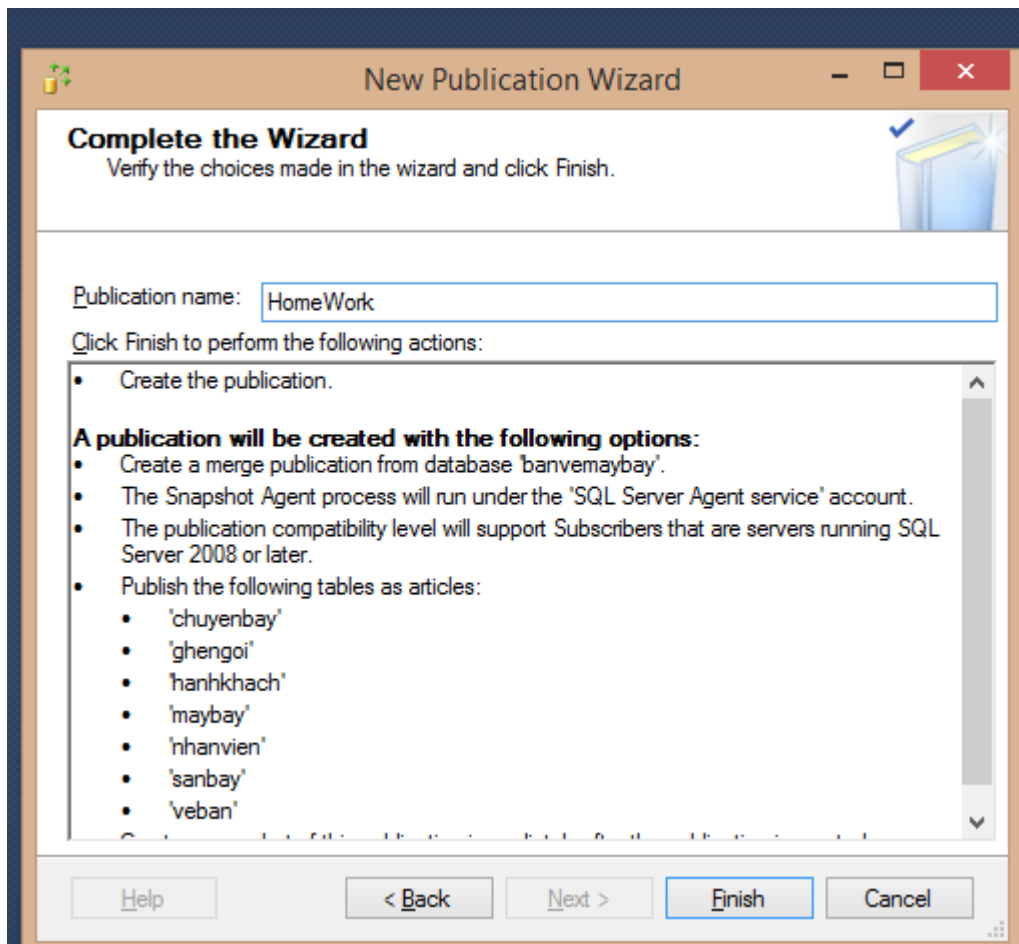 New Publication Wizard
Complete the Wizard
Verify the choices made in the wizard and click Finish.
Publication name: HomeWork
Click Finish to perform the following actions:
• Create the publication.
A publication will be created with the following options:
• Create a merge publication from database 'banvemaybay'.
• The Snapshot Agent process will run under the 'SQL Server Agent service' account.
• The publication compatibility level will support Subscribers that are servers running SQL
Server 2008 or later.
• Publish the following tables as articles:
• 'chuyenbay'
• 'ghengoi'
• 'hanhkhach'
• 'maybay'
• 'nhanvien'
• 'sanbay'
• 'veban'
Help < Back Next > Finish Cancel